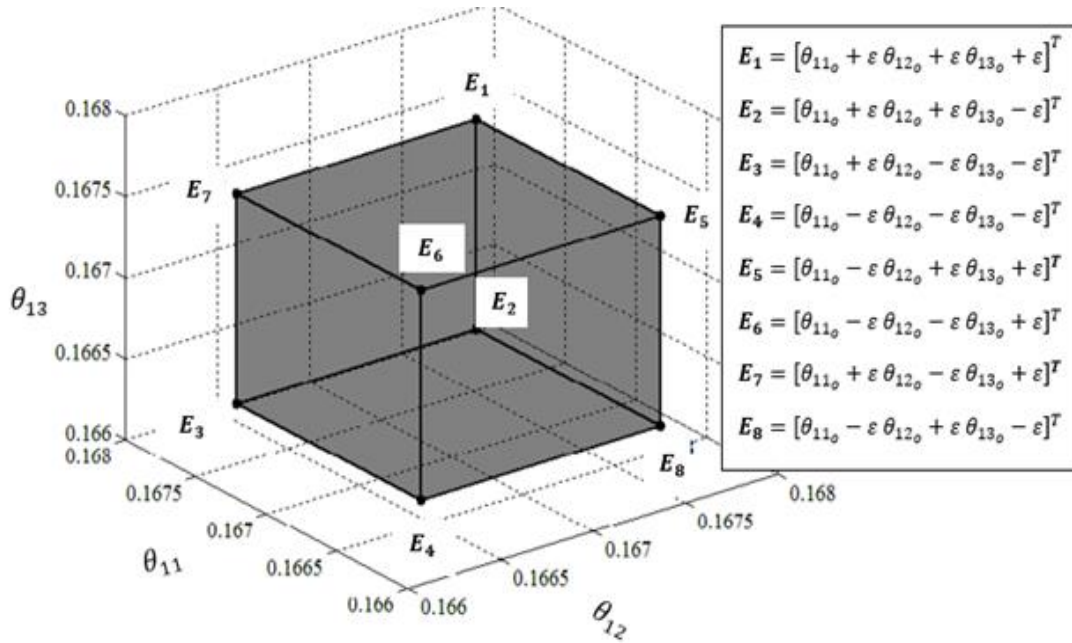 E₁ = [θ₁₁ₒ + ε θ₁₂ₒ + ε θ₁₃ₒ + ε]ᵀ
E₂ = [θ₁₁ₒ + ε θ₁₂ₒ + ε θ₁₃ₒ − ε]ᵀ
E₃ = [θ₁₁ₒ + ε θ₁₂ₒ − ε θ₁₃ₒ − ε]ᵀ
E₄ = [θ₁₁ₒ − ε θ₁₂ₒ − ε θ₁₃ₒ − ε]ᵀ
E₅ = [θ₁₁ₒ − ε θ₁₂ₒ + ε θ₁₃ₒ + ε]ᵀ
E₆ = [θ₁₁ₒ − ε θ₁₂ₒ − ε θ₁₃ₒ + ε]ᵀ
E₇ = [θ₁₁ₒ + ε θ₁₂ₒ − ε θ₁₃ₒ + ε]ᵀ
E₈ = [θ₁₁ₒ − ε θ₁₂ₒ + ε θ₁₃ₒ − ε]ᵀ
E₁
E₇
E₅
E₆
E₂
E₃
E₈
E₄
θ₁₃
0.168
0.1675
0.167
0.1665
0.166
θ₁₁
0.168
0.1675
0.167
0.1665
0.166
θ₁₂
0.166
0.1665
0.167
0.1675
0.168